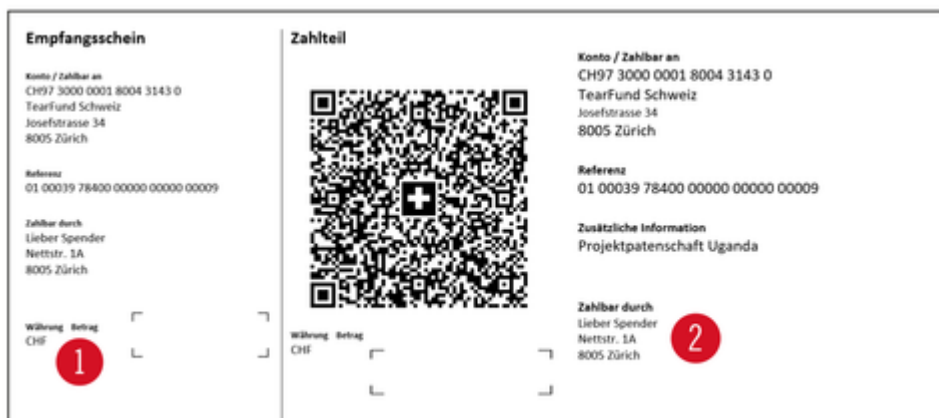 Empfangsschein
Konto / Zahlbar an
CH97 3000 0001 8004 3143 0
TearFund Schweiz
Josefstrasse 34
8005 Zürich
Referenz
01 00039 78400 00000 00000 00009
Zahlbar durch
Lieber Spender
Nettstr. 1A
8005 Zürich
Währung Betrag
CHF
1
Zahlteil
Währung Betrag
CHF
Konto / Zahlbar an
CH97 3000 0001 8004 3143 0
TearFund Schweiz
Josefstrasse 34
8005 Zürich
Referenz
01 00039 78400 00000 00000 00009
Zusätzliche Information
Projektpatenschaft Uganda
Zahlbar durch
Lieber Spender
Nettstr. 1A
8005 Zürich
2